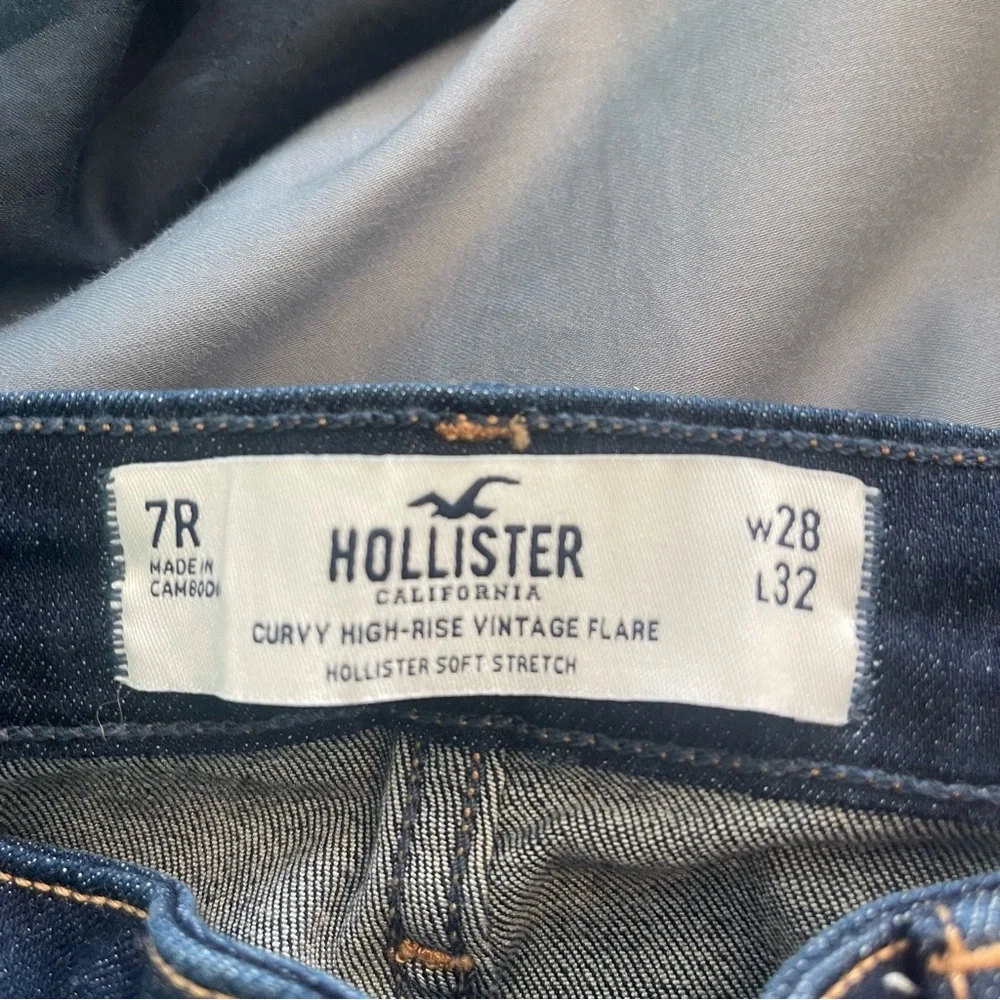 7R
MADE IN
CAMBODI
HOLLISTER
CALIFORNIA
CURVY HIGH-RISE VINTAGE FLARE
HOLLISTER SOFT STRETCH
W28
L32